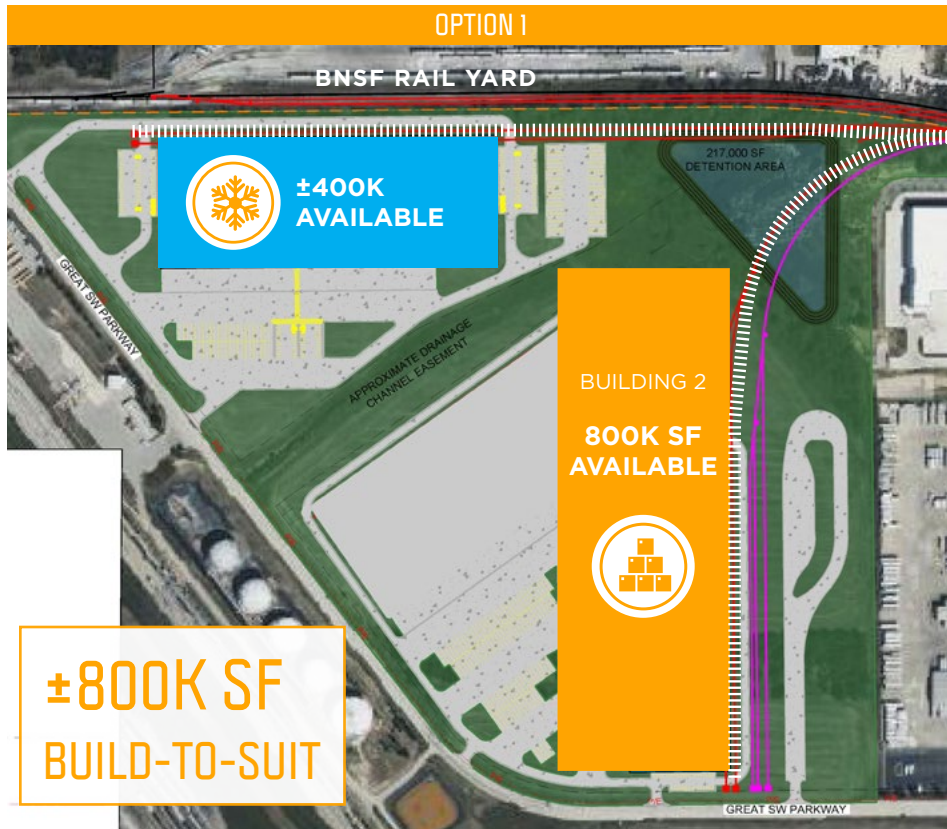 OPTION 1
BNSF RAIL YARD
217,000 SF
DETENTION AREA
±400K
AVAILABLE
GREAT SW PARKWAY
APPROXIMATE DRAINAGE
CHANNEL EASEMENT
BUILDING 2
800K SF
AVAILABLE
±800K SF
BUILD-TO-SUIT
GREAT SW PARKWAY